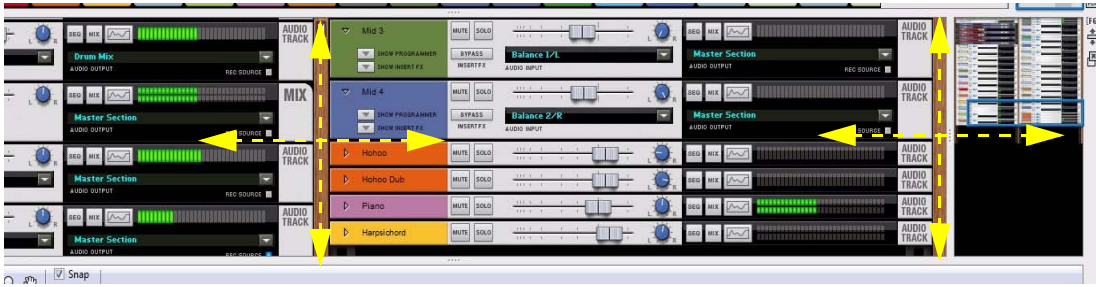 L R SEQ MIX AUDIO TRACK
Drum Mix
AUDIO OUTPUT REC SOURCE
L R SEQ MIX MIX
Master Section
AUDIO OUTPUT SOURCE
L R SEQ MIX AUDIO TRACK
Master Section
AUDIO OUTPUT REC SOURCE
L R SEQ MIX AUDIO TRACK
Master Section
AUDIO OUTPUT REC SOURCE
Mid 3 MUTE SOLO L R SEQ MIX AUDIO TRACK
SHOW PROGRAMMER BYPASS Balance 1/L Master Section
SHOW INSERT FX INSERT FX AUDIO INPUT AUDIO OUTPUT REC SOURCE
Mid 4 MUTE SOLO L R SEQ MIX AUDIO TRACK
SHOW PROGRAMMER BYPASS Balance 2/R Master Section
SHOW INSERT FX INSERT FX AUDIO INPUT AUDIO OUTPUT SOURCE
Hohoo MUTE SOLO L R SEQ MIX AUDIO TRACK
Hohoo Dub MUTE SOLO L R SEQ MIX AUDIO TRACK
Piano MUTE SOLO L R SEQ MIX AUDIO TRACK
Harpsichord MUTE SOLO L R SEQ MIX AUDIO TRACK
[F6
Snap